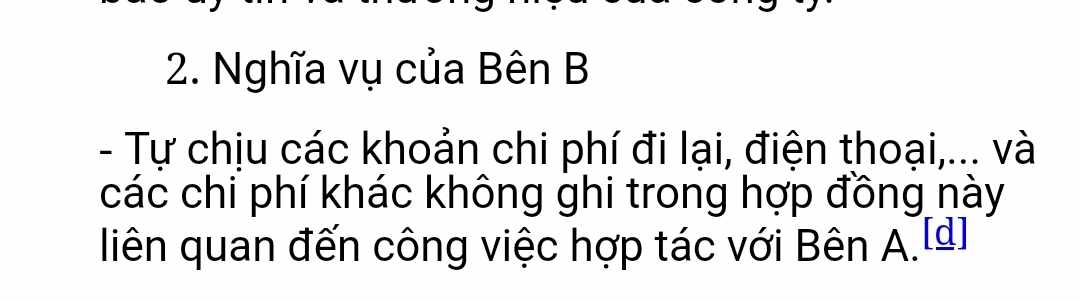 2. Nghĩa vụ của Bên B
- Tự chịu các khoản chi phí đi lại, điện thoại,... và
các chi phí khác không ghi trong hợp đồng này
liên quan đến công việc hợp tác với Bên A.[d]